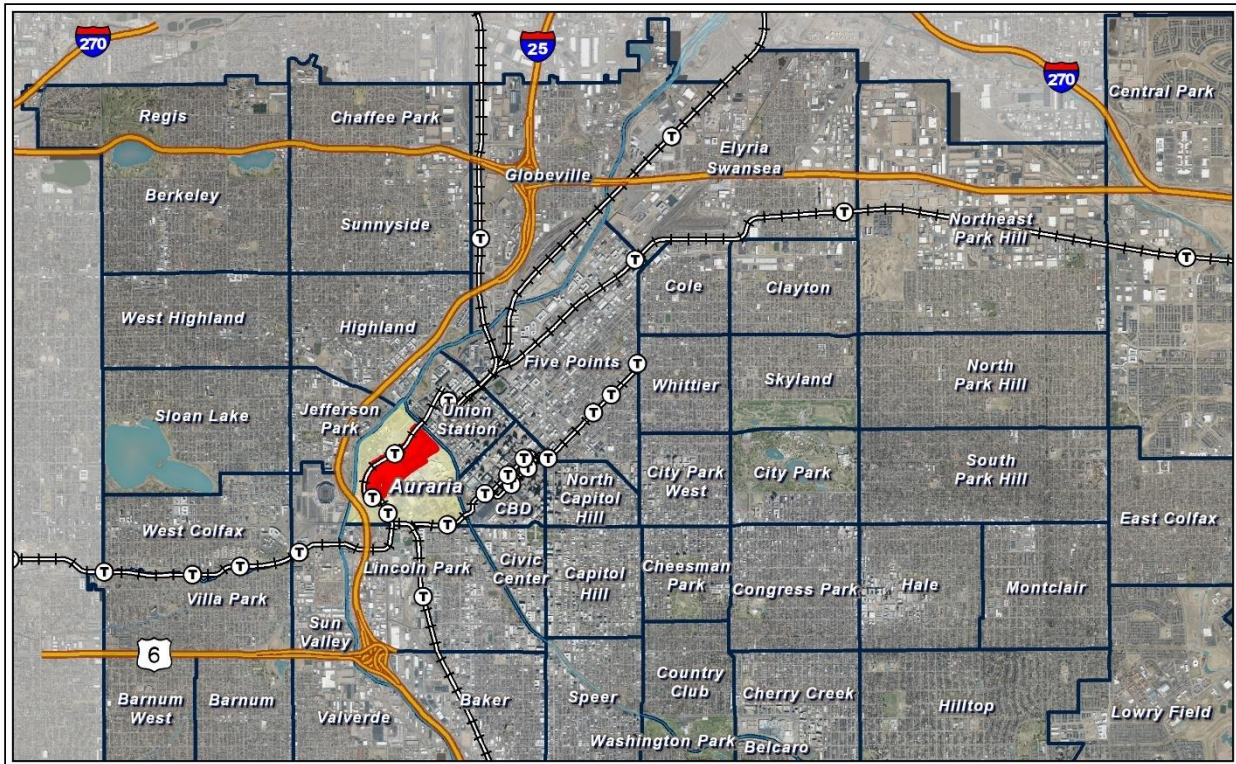 270
25
270
Central Park
Regis
Chaffee Park
Elyria
Swansea
Globeville
Berkeley
Sunnyside
Northeast
Park Hill
T
T
T
T
T
Cole
Clayton
West Highland
Highland
Five Points
T
Whittier
Skyland
North
Park Hill
Sloan Lake
Jefferson
Park
Union
Station
T
T
T
T
Auraria
T
T
T
T
T
T
T
T
T
T
CBD
North
Capitol
Hill
City Park
West
City Park
South
Park Hill
East Colfax
West Colfax
Lincoln Park
Civic
Center
Capitol
Hill
Cheesman
Park
Congress Park
Hale
Montclair
T
T
T
T
T
T
Villa Park
Sun
Valley
6
Barnum
West
Barnum
Valverde
Baker
Speer
Country
Club
Cherry Creek
Hilltop
Lowry Field
Washington Park
Belcaro